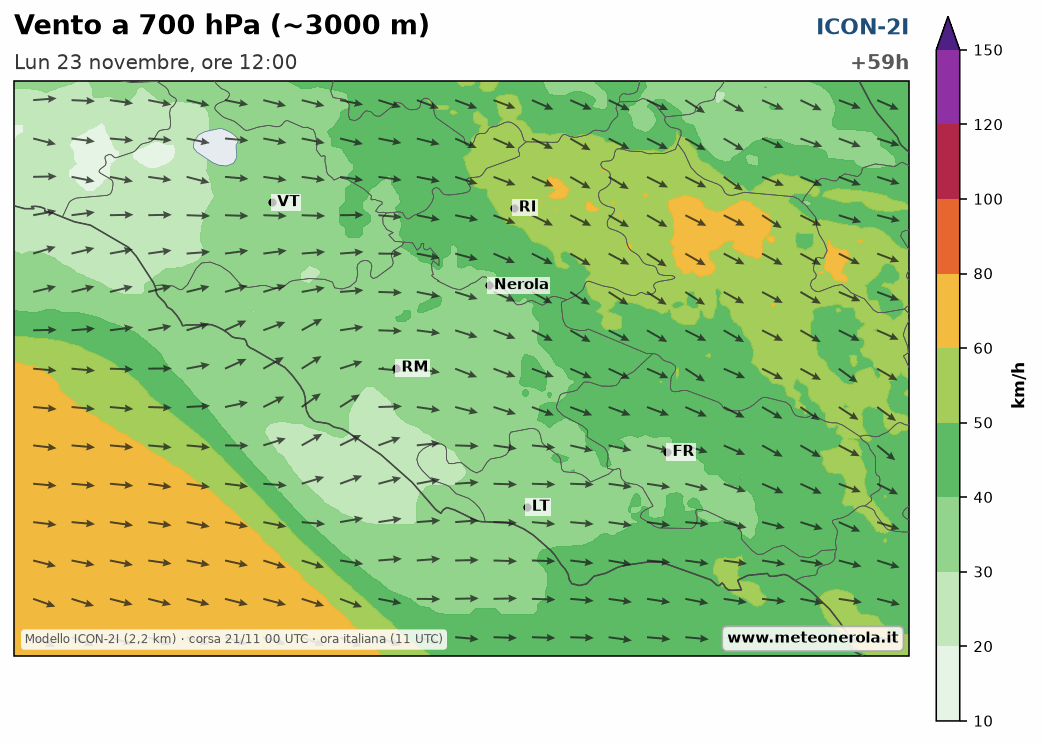 Vento a 700 hPa (~3000 m)
ICON-2I
Lun 23 novembre, ore 12:00
+59h
VT
RI
Nerola
RM
FR
LT
Modello ICON-2I (2,2 km) · corsa 21/11 00 UTC · ora italiana (11 UTC)
www.meteonerola.it
150
120
100
80
60
50
40
30
20
10
km/h